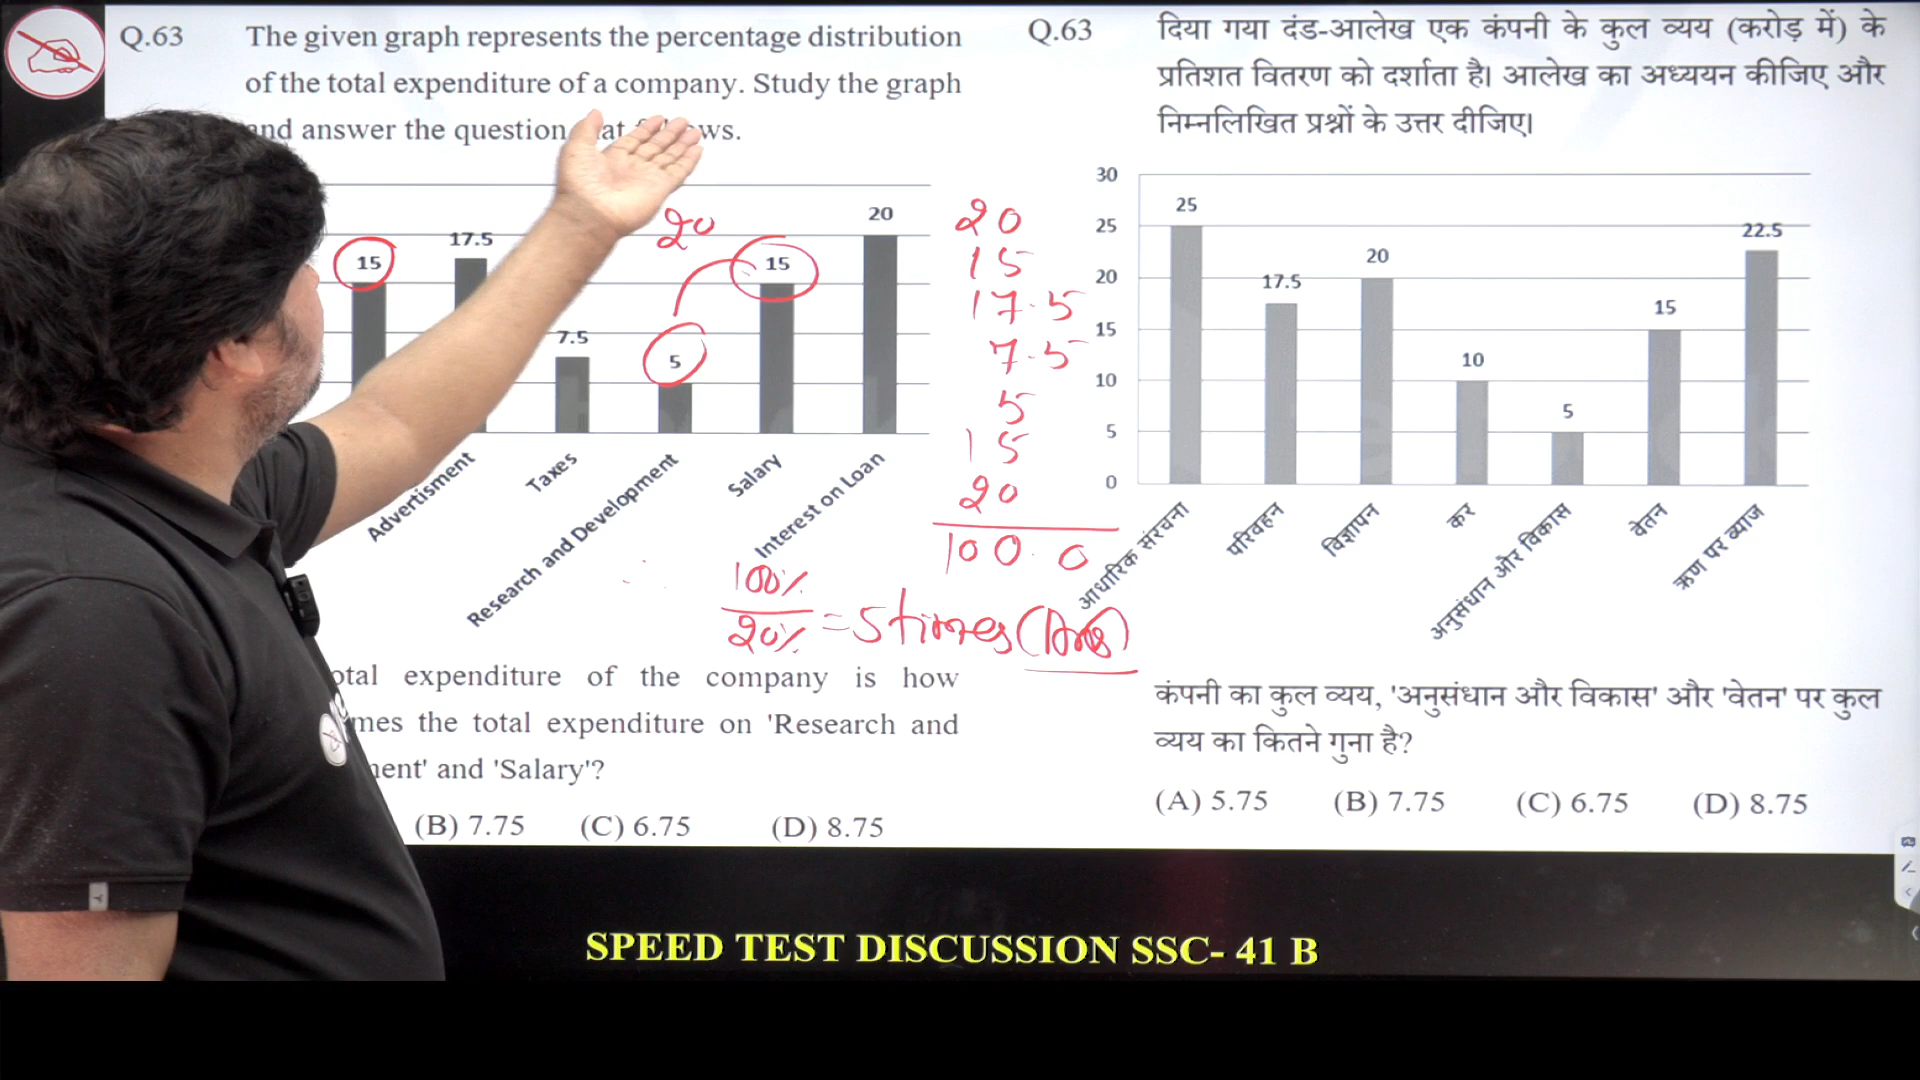 Q.63 The given graph represents the percentage distribution
of the total expenditure of a company. Study the graph
and answer the question
15
17.5
7.5
5
15
20
20
Advertisment
Taxes
Research and Development
Salary
Interest on Loan
20
15
17.5
7.5
5
15
20
100.0
100%
20% = 5 times (Ans)
expenditure of the company is how
the total expenditure on 'Research and
and 'Salary'?
(B) 7.75 (C) 6.75 (D) 8.75
Q.63 दिया गया दंड-आलेख एक कंपनी के कुल व्यय (करोड़ में) के
प्रतिशत वितरण को दर्शाता है। आलेख का अध्ययन कीजिए और
निम्नलिखित प्रश्नों के उत्तर दीजिए।
30
25
20
15
10
5
0
25
17.5
20
10
5
15
22.5
आधारिक संरचना
परिवहन
विज्ञापन
कर
अनुसंधान और विकास
वेतन
ऋण पर ब्याज
कंपनी का कुल व्यय, 'अनुसंधान और विकास' और 'वेतन' पर कुल
व्यय का कितने गुना है?
(A) 5.75 (B) 7.75 (C) 6.75 (D) 8.75
SPEED TEST DISCUSSION SSC- 41 B